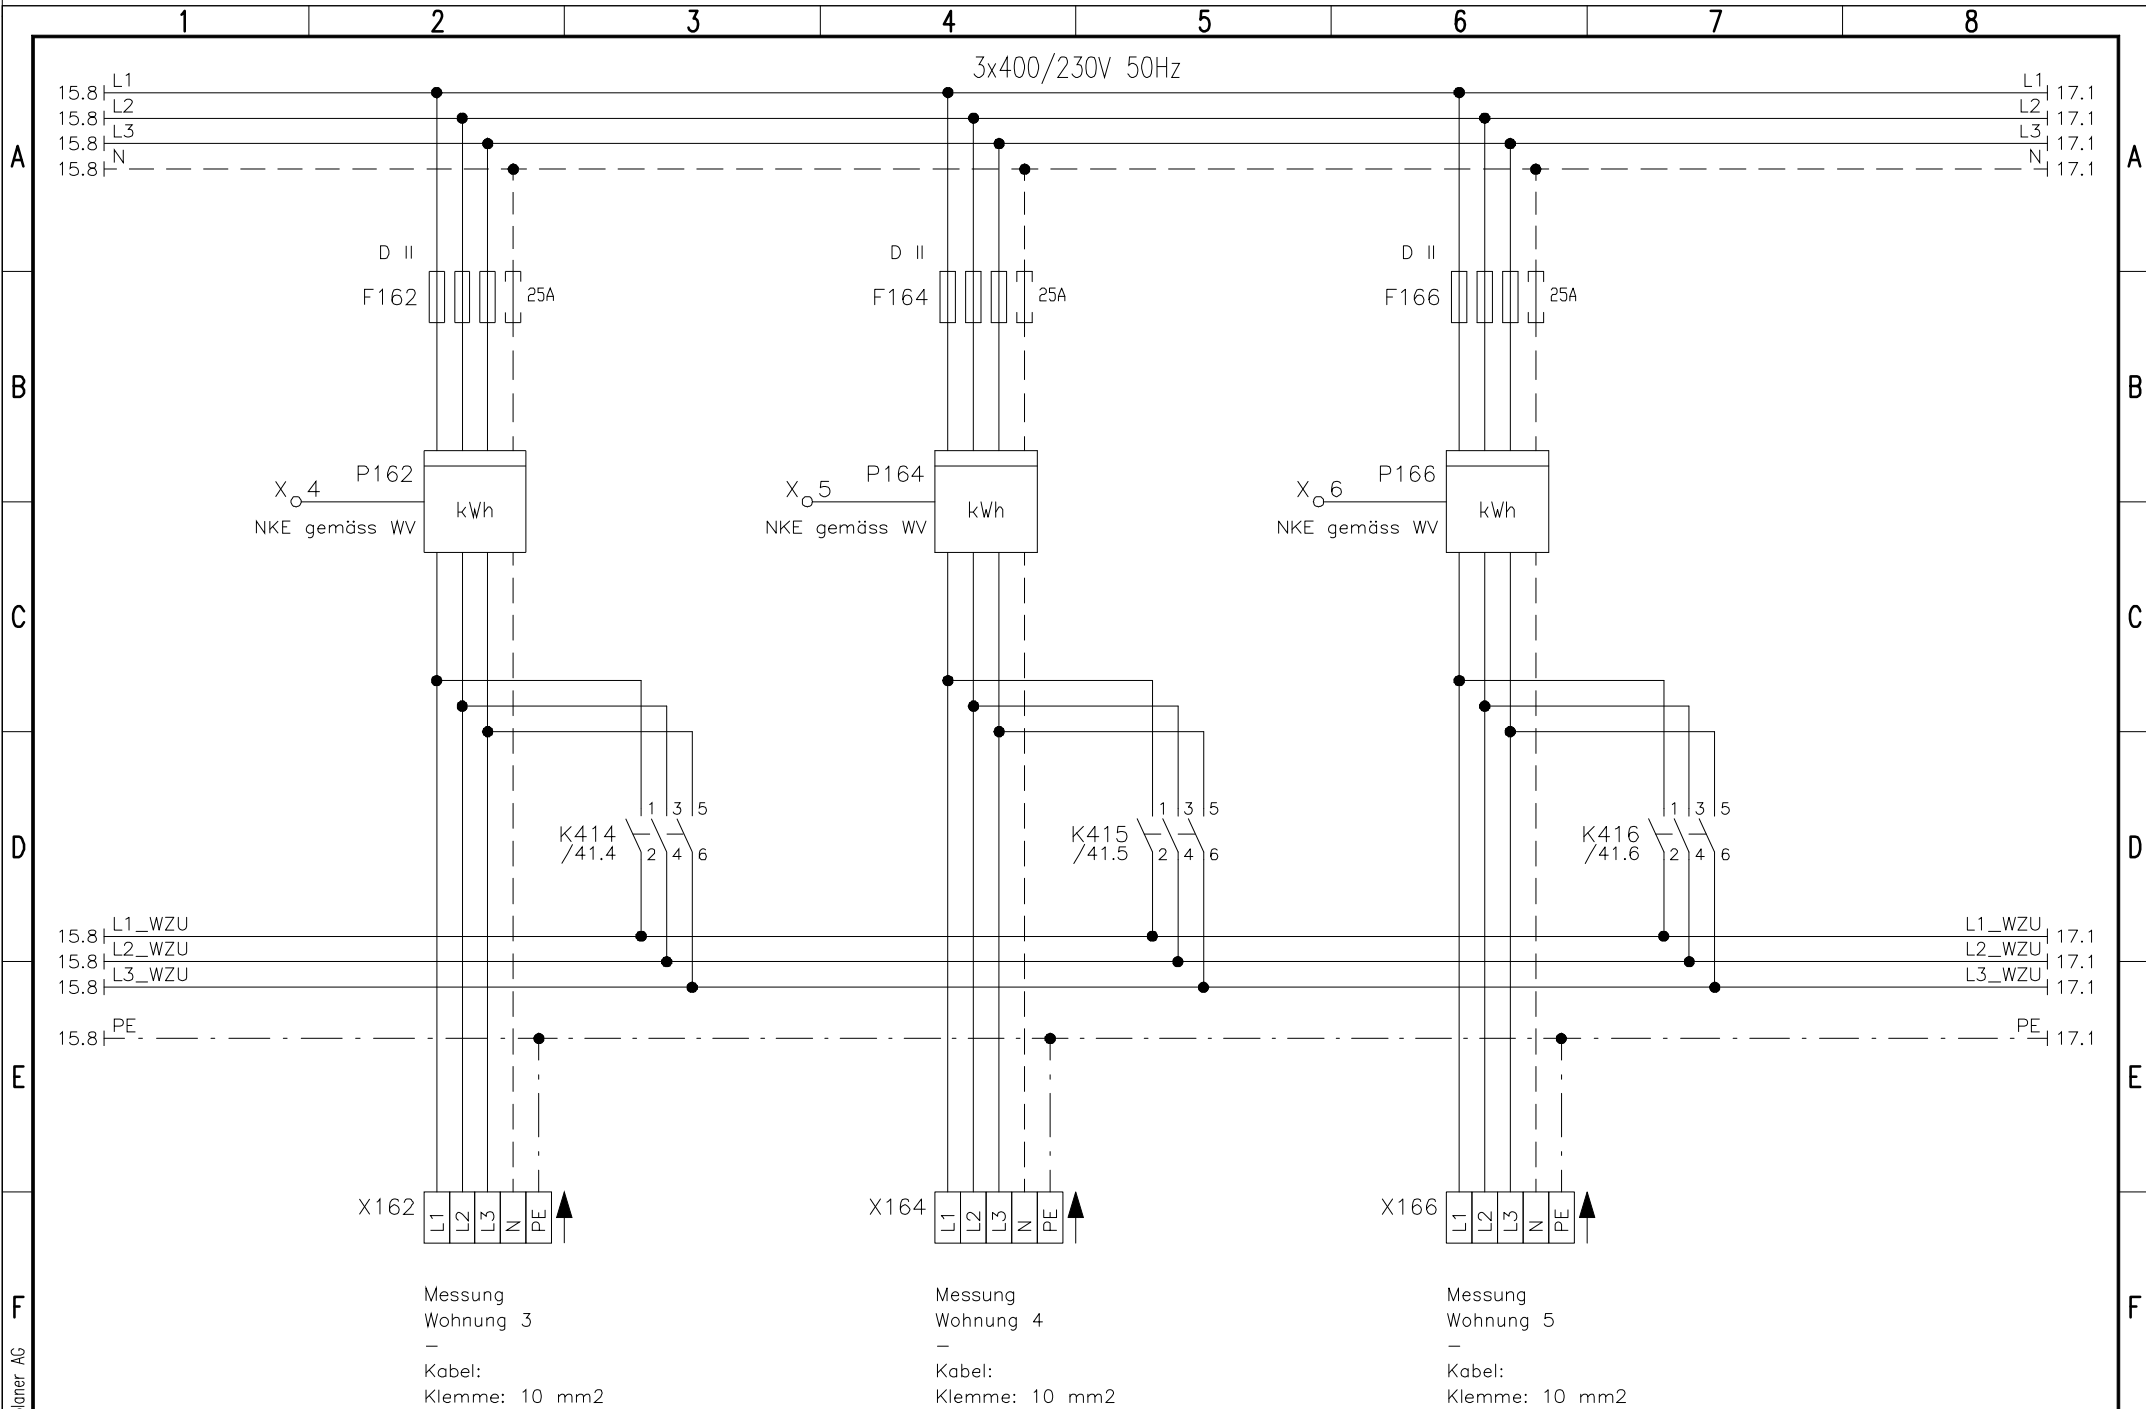 1 2 3 4 5 6 7 8
3x400/230V 50Hz
15.8 L1 L1 17.1
15.8 L2 L2 17.1
15.8 L3 L3 17.1
15.8 N N 17.1
A A
D II D II D II
F162 25A F164 25A F166 25A
B B
P162 P164 P166
X 4 X 5 X 6
kWh kWh kWh
NKE gemäss WV NKE gemäss WV NKE gemäss WV
C C
1 3 5 1 3 5 1 3 5
K414 K415 K416
/41.4 2 4 6 /41.5 2 4 6 /41.6 2 4 6
D D
15.8 L1_WZU L1_WZU 17.1
15.8 L2_WZU L2_WZU 17.1
15.8 L3_WZU L3_WZU 17.1
15.8 PE PE 17.1
E E
X162 L1 L2 L3 N PE X164 L1 L2 L3 N PE X166 L1 L2 L3 N PE
F F
Messung Messung Messung
Wohnung 3 Wohnung 4 Wohnung 5
– – –
Kabel: Kabel: Kabel:
Klemme: 10 mm2 Klemme: 10 mm2 Klemme: 10 mm2
AG